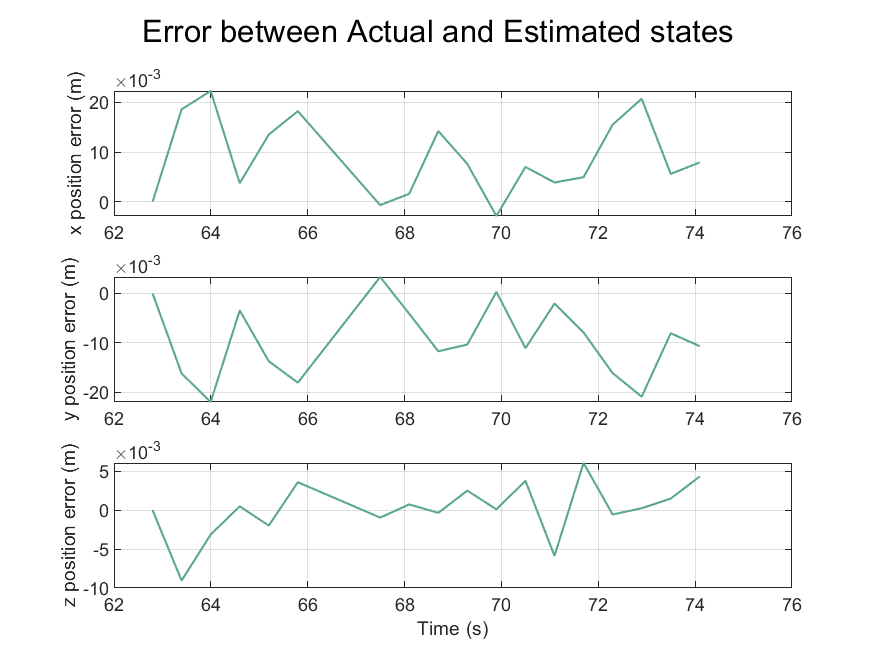 Error between Actual and Estimated states
×10-3
x position error (m)
20
10
0
62 64 66 68 70 72 74 76
×10-3
y position error (m)
0
-10
-20
62 64 66 68 70 72 74 76
×10-3
z position error (m)
5
0
-5
-10
62 64 66 68 70 72 74 76
Time (s)